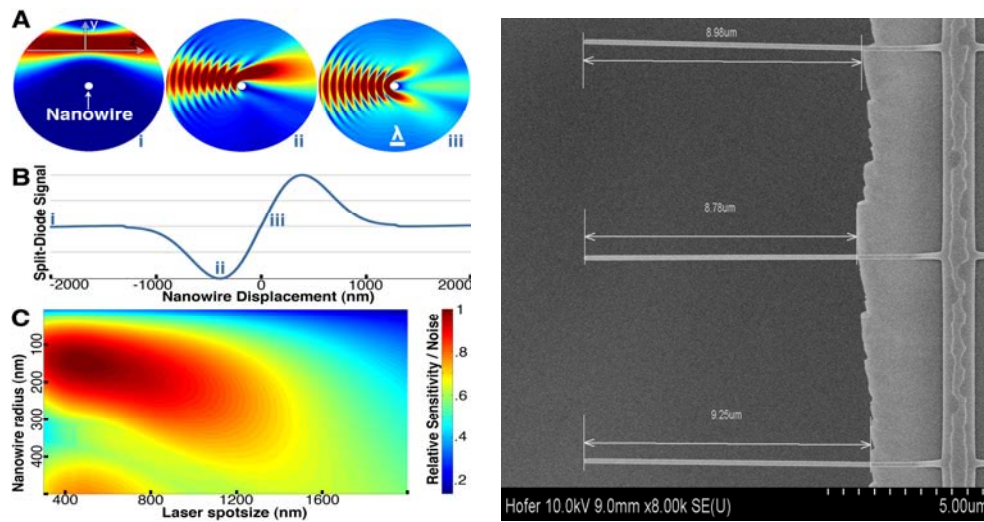 A
y
z
Nanowire
i
ii
λ
iii
B
Split-Diode Signal
i
ii
iii
-2000 -1000 0 1000 2000
Nanowire Displacement (nm)
C
Nanowire radius (nm)
100
200
300
400
400 800 1200 1600
Laser spotsize (nm)
1
.8
.6
.4
.2
Relative Sensitivity / Noise
8.98um
8.78um
9.25um
Hofer 10.0kV 9.0mm x8.00k SE(U)
5.00um